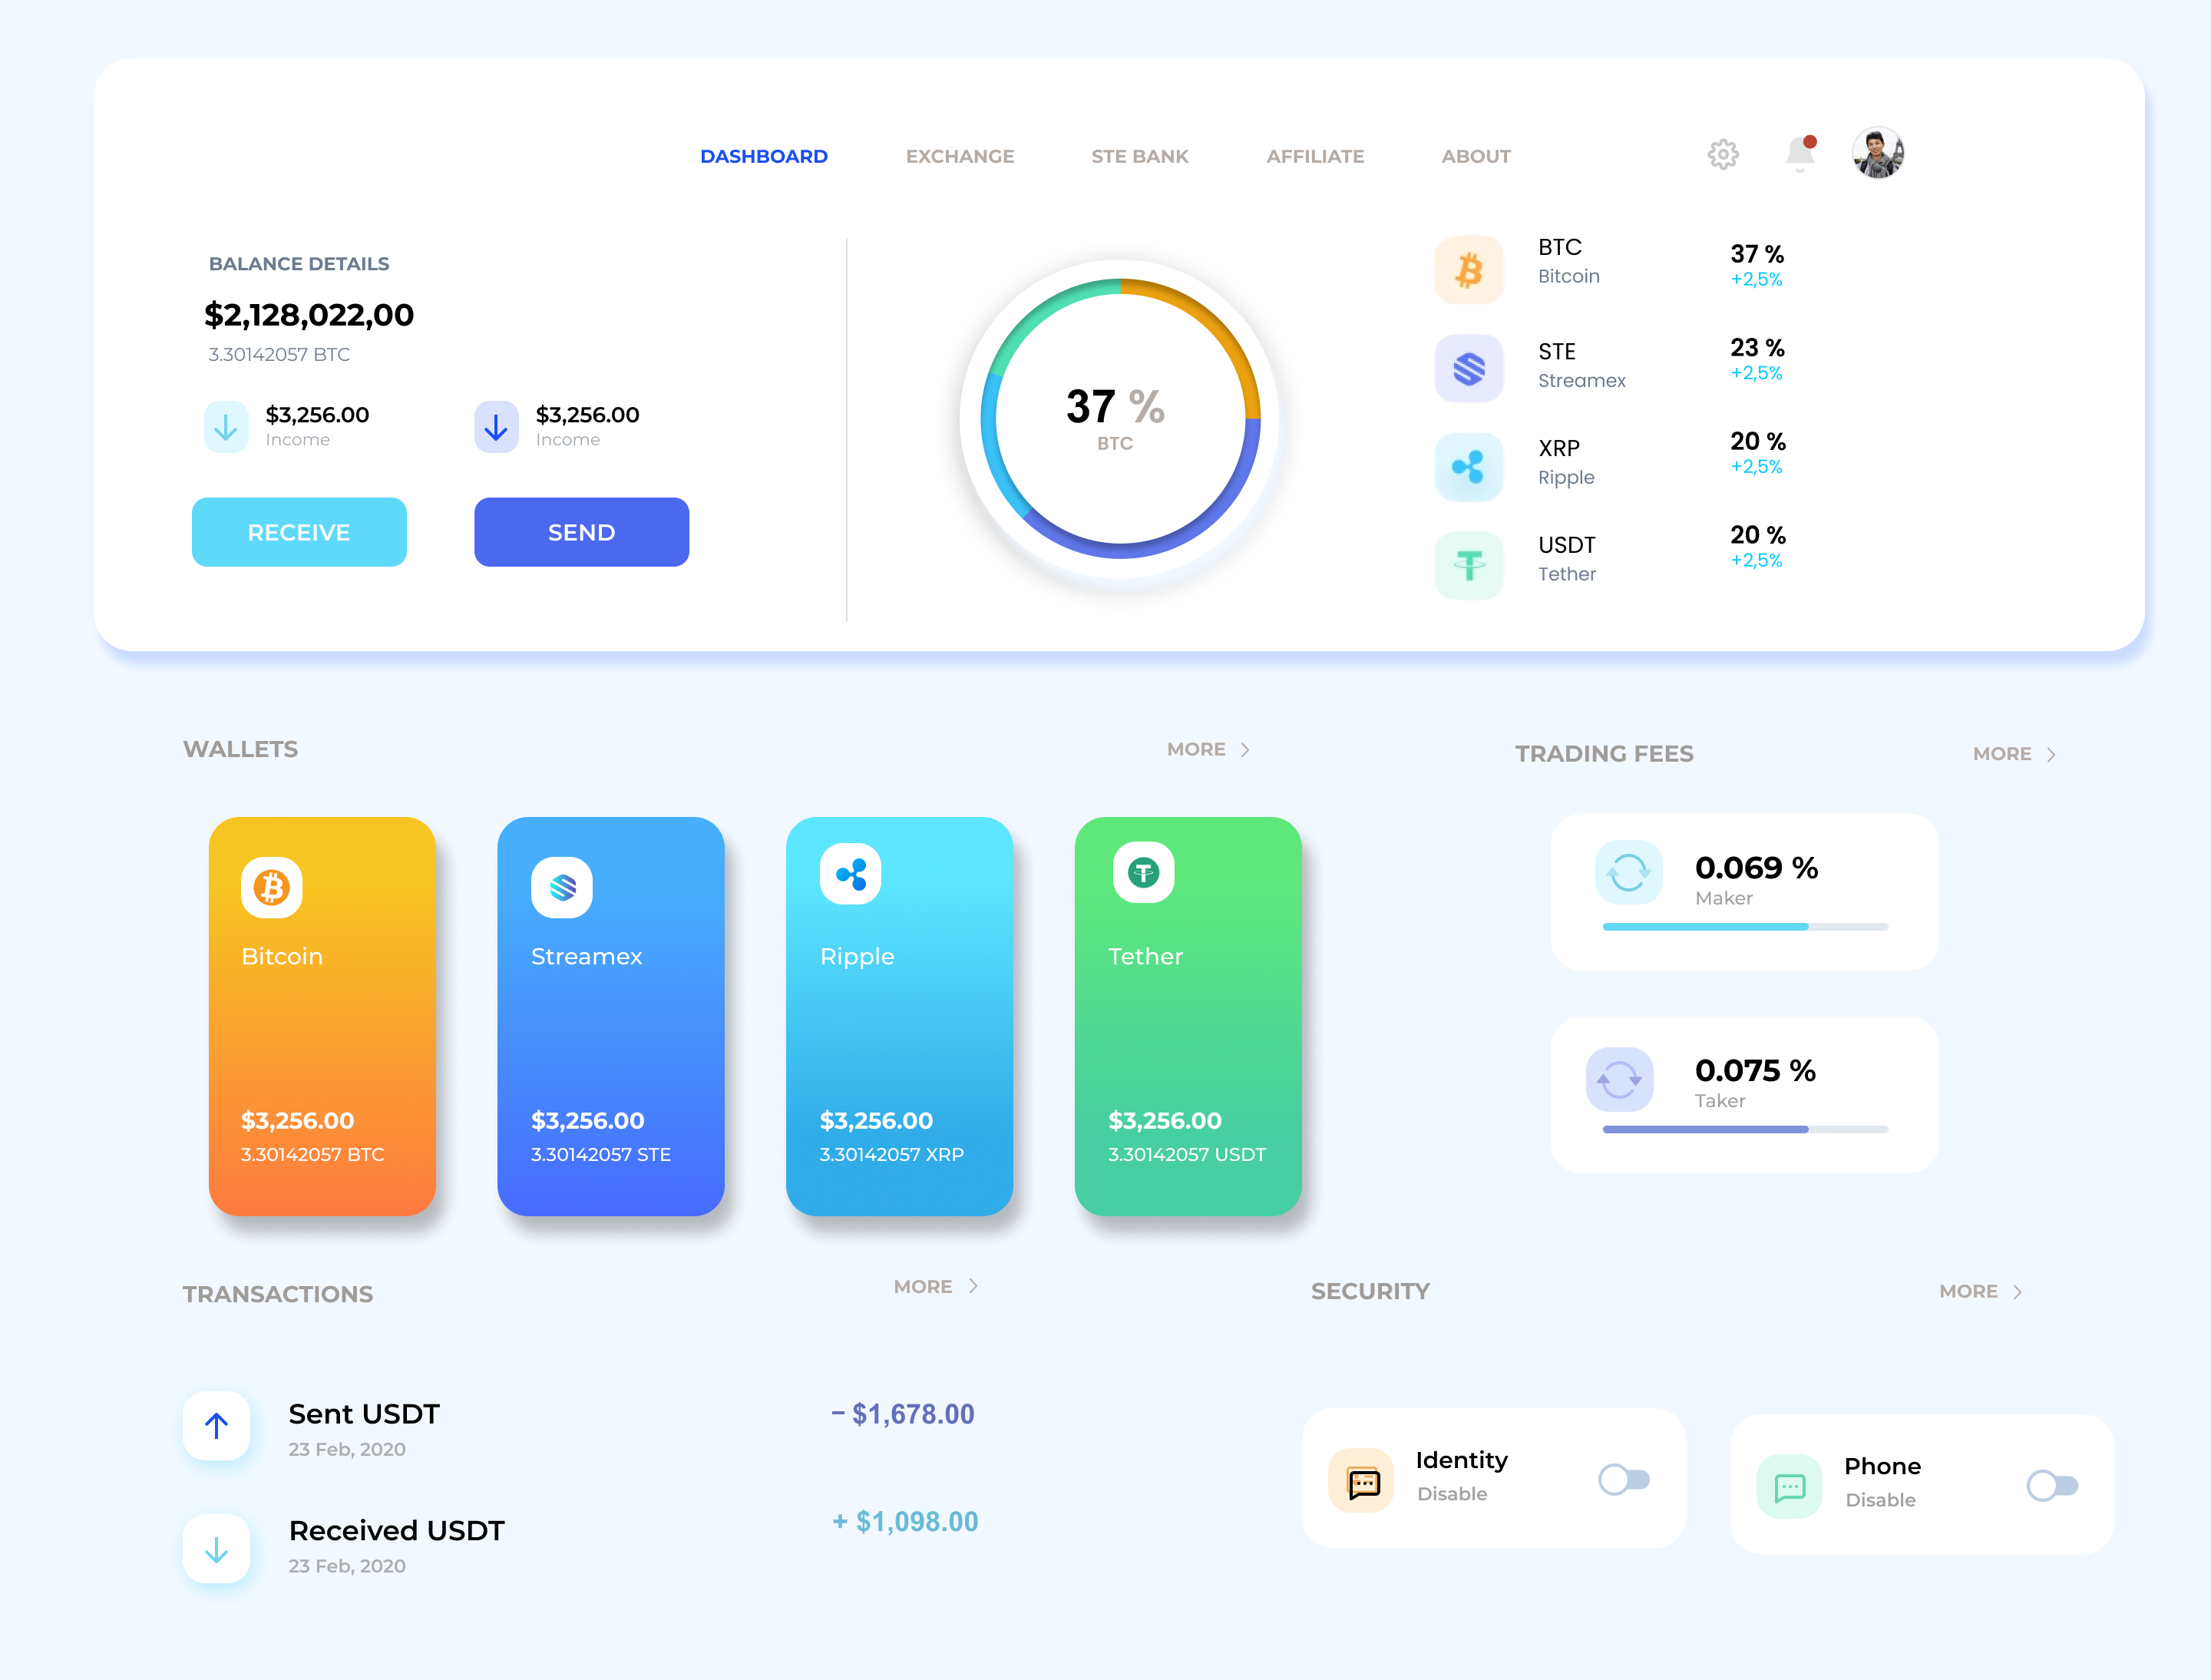 DASHBOARD
EXCHANGE
STE BANK
AFFILIATE
ABOUT
BALANCE DETAILS
$2,128,022,00
3.30142057 BTC
$3,256.00
Income
$3,256.00
Income
RECEIVE
SEND
37 %
BTC
BTC
Bitcoin
37 %
+2,5%
STE
Streamex
23 %
+2,5%
XRP
Ripple
20 %
+2,5%
USDT
Tether
20 %
+2,5%
WALLETS
MORE
Bitcoin
$3,256.00
3.30142057 BTC
Streamex
$3,256.00
3.30142057 STE
Ripple
$3,256.00
3.30142057 XRP
Tether
$3,256.00
3.30142057 USDT
TRADING FEES
MORE
0.069 %
Maker
0.075 %
Taker
TRANSACTIONS
MORE
Sent USDT
23 Feb, 2020
– $1,678.00
Received USDT
23 Feb, 2020
+ $1,098.00
SECURITY
MORE
Identity
Disable
Phone
Disable